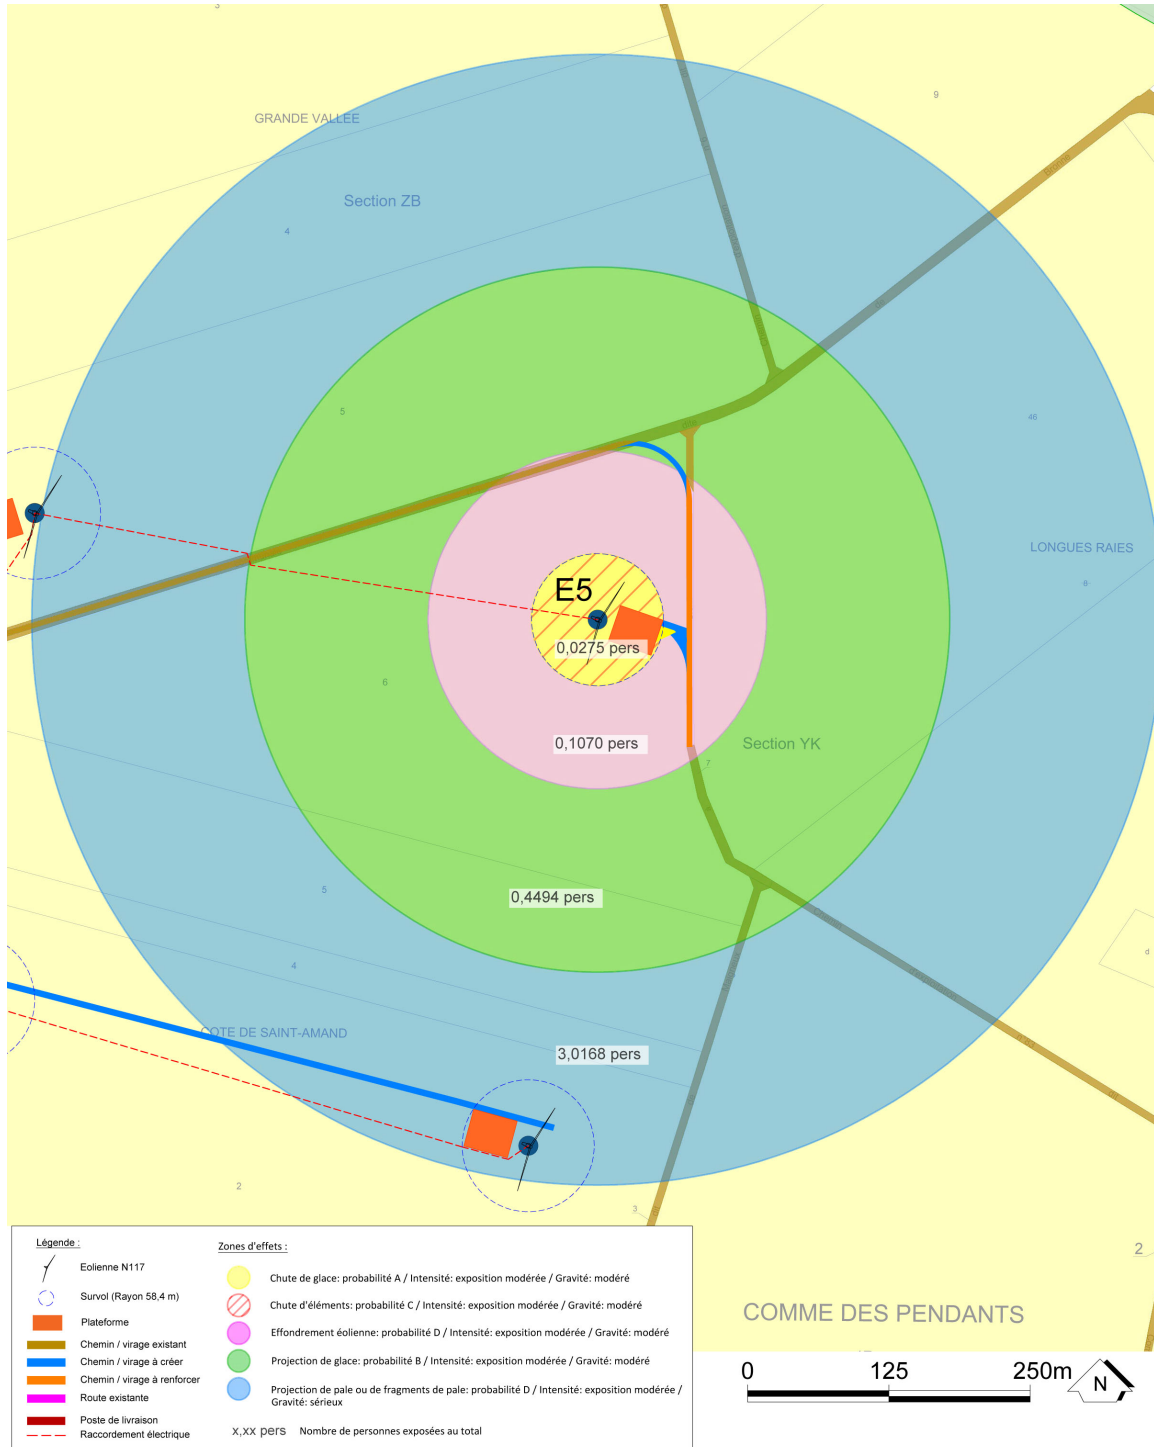 3
9
GRANDE VALLÉE
Section ZB
4
5
46
LONGUES RAIES
8
E5
0,0275 pers
6
0,1070 pers
Section YK
7
5
0,4494 pers
4
d
COTE DE SAINT-AMAND
3,0168 pers
2
3
2
COMME DES PENDANTS
0 125 250m
N
Légende :
Eolienne N117
Survol (Rayon 58,4 m)
Plateforme
Chemin / virage existant
Chemin / virage à créer
Chemin / virage à renforcer
Route existante
Poste de livraison
Raccordement électrique
Zones d'effets :
Chute de glace: probabilité A / Intensité: exposition modérée / Gravité: modéré
Chute d'éléments: probabilité C / Intensité: exposition modérée / Gravité: modéré
Effondrement éolienne: probabilité D / Intensité: exposition modérée / Gravité: modéré
Projection de glace: probabilité B / Intensité: exposition modérée / Gravité: modéré
Projection de pale ou de fragments de pale: probabilité D / Intensité: exposition modérée /
Gravité: sérieux
x,xx pers Nombre de personnes exposées au total